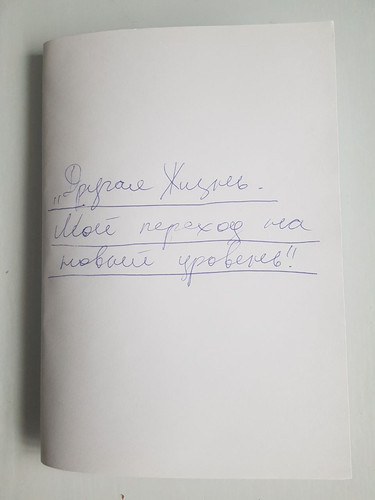 „Другая Жизнь.
Мой переход на
новый уровень!"